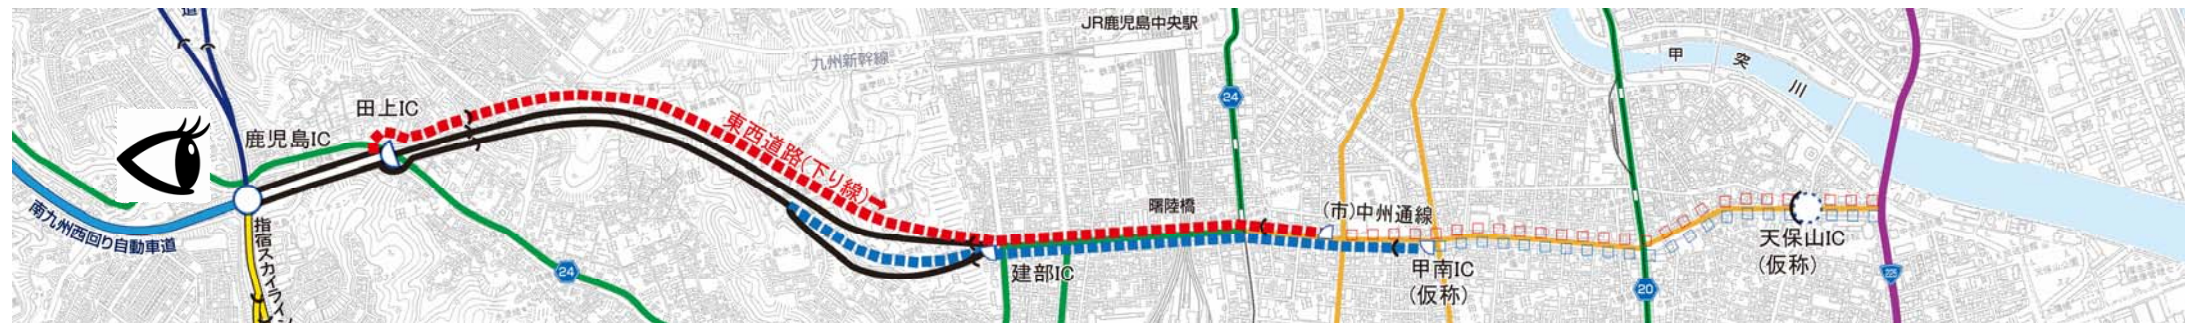 道
JR鹿児島中央駅
九州新幹線
甲突川
田上IC
鹿児島IC
東西道路(下り線)
24
南九州西回り自動車道
指宿スカイライン
24
曙陸橋
(市)中州通線
建部IC
甲南IC
(仮称)
天保山IC
(仮称)
20
225